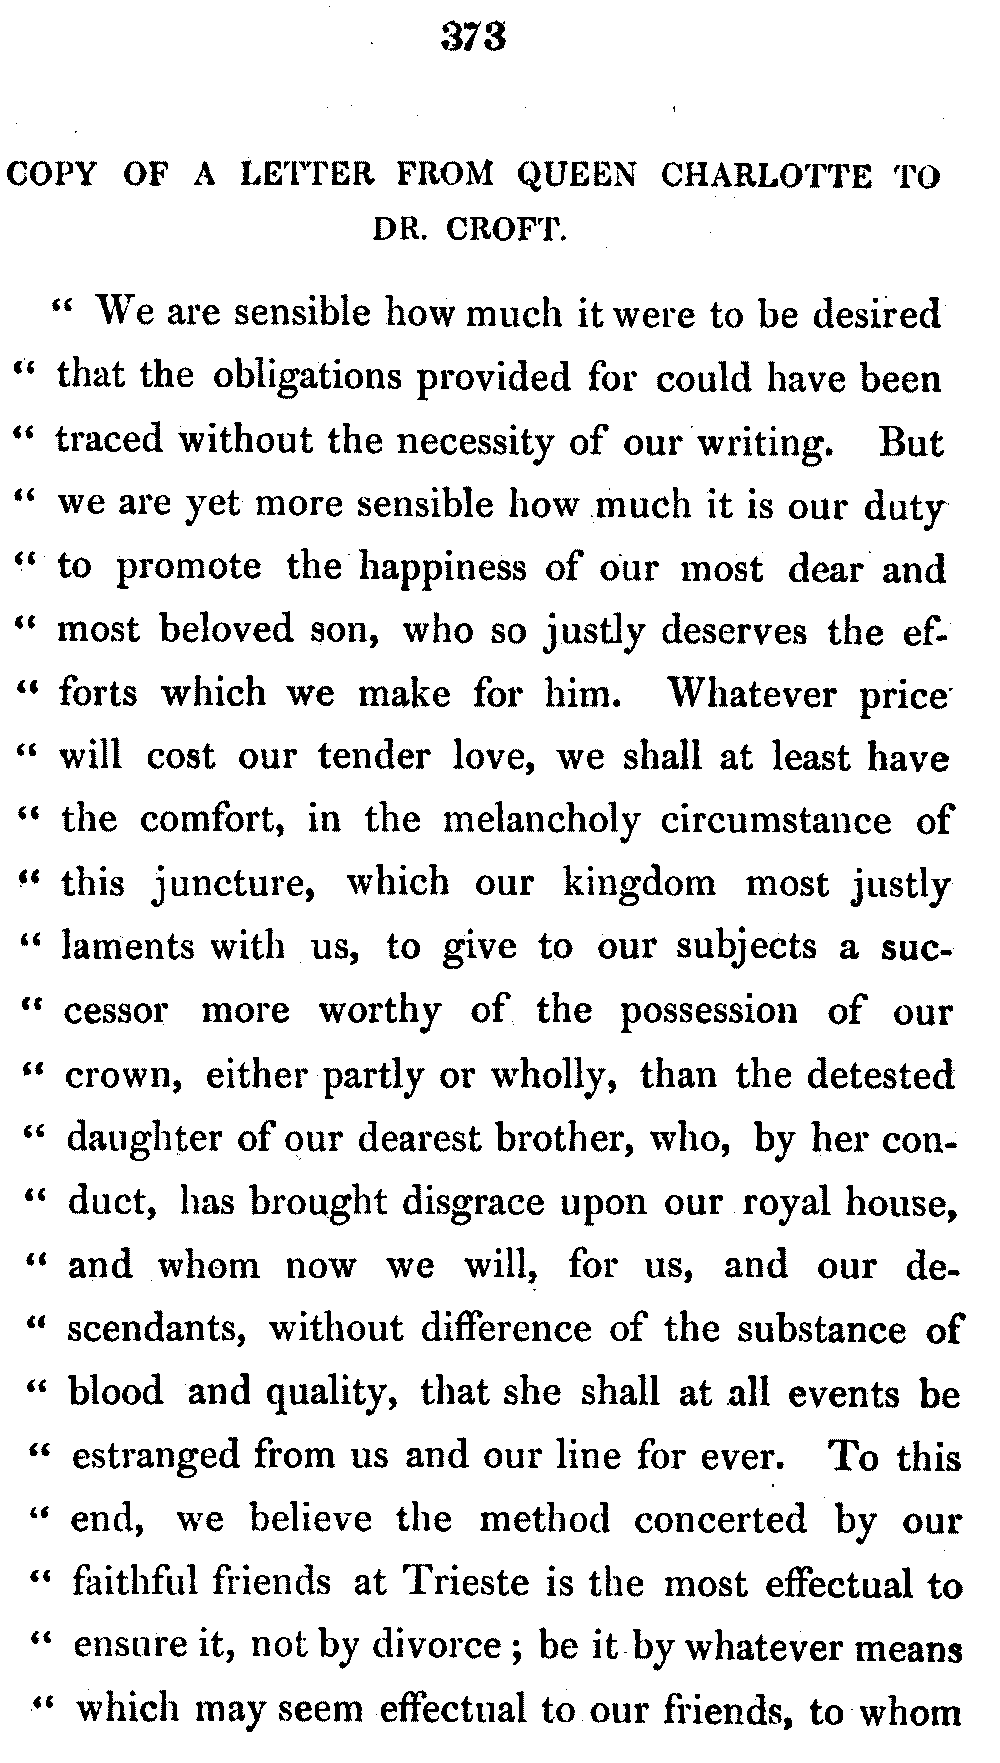 373
COPY OF A LETTER FROM QUEEN CHARLOTTE TO
DR. CROFT.
“ We are sensible how much it were to be desired
“ that the obligations provided for could have been
“ traced without the necessity of our writing. But
“ we are yet more sensible how much it is our duty
“ to promote the happiness of our most dear and
“ most beloved son, who so justly deserves the ef-
“ forts which we make for him. Whatever price
“ will cost our tender love, we shall at least have
“ the comfort, in the melancholy circumstance of
“ this juncture, which our kingdom most justly
“ laments with us, to give to our subjects a suc-
“ cessor more worthy of the possession of our
“ crown, either partly or wholly, than the detested
“ daughter of our dearest brother, who, by her con-
“ duct, has brought disgrace upon our royal house,
“ and whom now we will, for us, and our de-
“ scendants, without difference of the substance of
“ blood and quality, that she shall at all events be
“ estranged from us and our line for ever. To this
“ end, we believe the method concerted by our
“ faithful friends at Trieste is the most effectual to
“ ensure it, not by divorce ; be it by whatever means
“ which may seem effectual to our friends, to whom